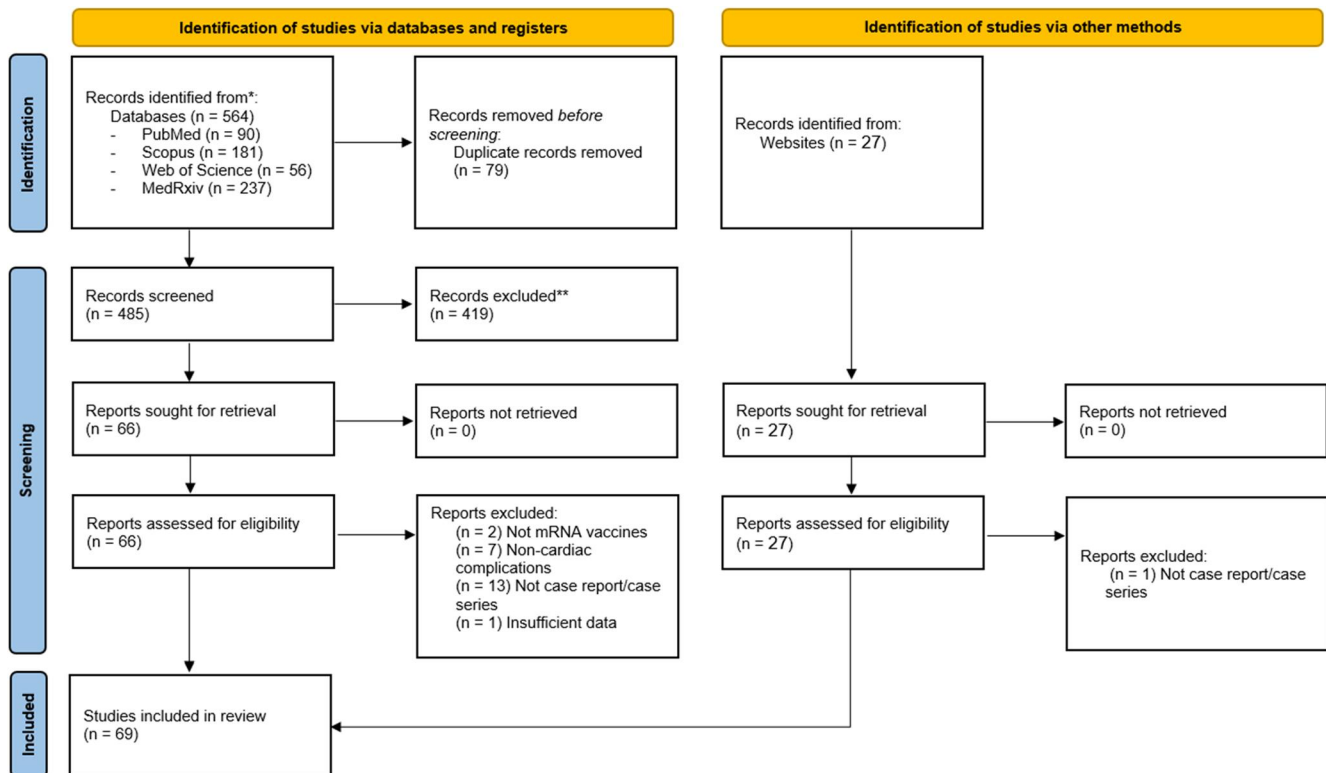 Identification of studies via databases and registers
Identification of studies via other methods
Identification
Records identified from*:
Databases (n = 564)
- PubMed (n = 90)
- Scopus (n = 181)
- Web of Science (n = 56)
- MedRxiv (n = 237)
Records removed before
screening:
Duplicate records removed
(n = 79)
Records identified from:
Websites (n = 27)
Screening
Records screened
(n = 485)
Records excluded**
(n = 419)
Reports sought for retrieval
(n = 66)
Reports not retrieved
(n = 0)
Reports sought for retrieval
(n = 27)
Reports not retrieved
(n = 0)
Reports assessed for eligibility
(n = 66)
Reports excluded:
(n = 2) Not mRNA vaccines
(n = 7) Non-cardiac
complications
(n = 13) Not case report/case
series
(n = 1) Insufficient data
Reports assessed for eligibility
(n = 27)
Reports excluded:
(n = 1) Not case report/case
series
Included
Studies included in review
(n = 69)